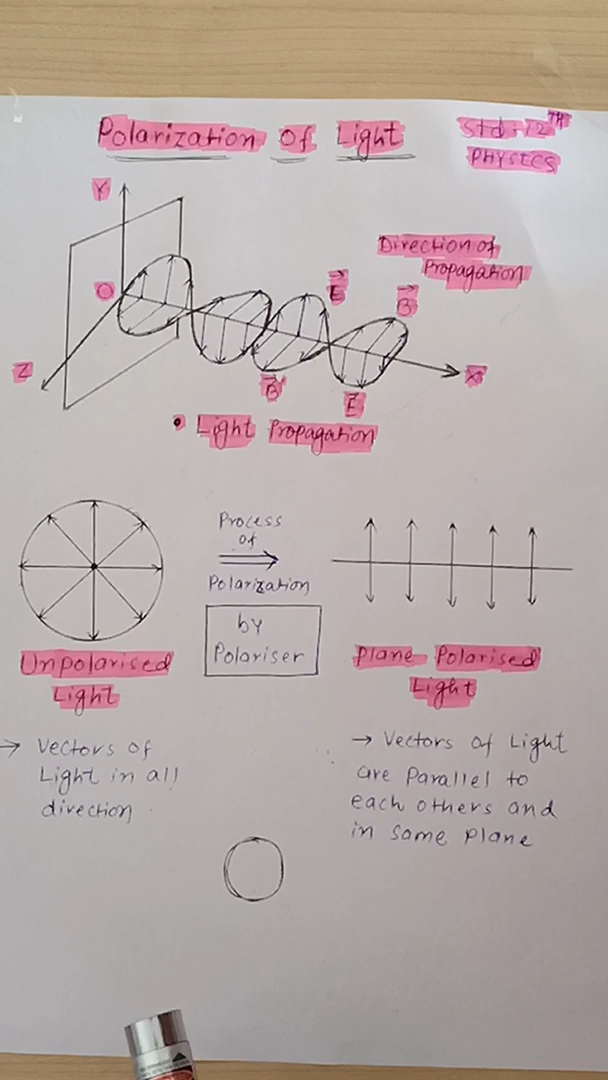 Polarization Of Light
Std:-12TH
PHYSICS
Y
Direction of
Propagation
O
E
B
Z
X
B
E
• Light Propagation
Process
of
Polarization
by
Polariser
Unpolarised
Light
Plane Polarised
Light
→ Vectors of
Light in all
direction
→ Vectors of Light
are parallel to
each others and
in same plane